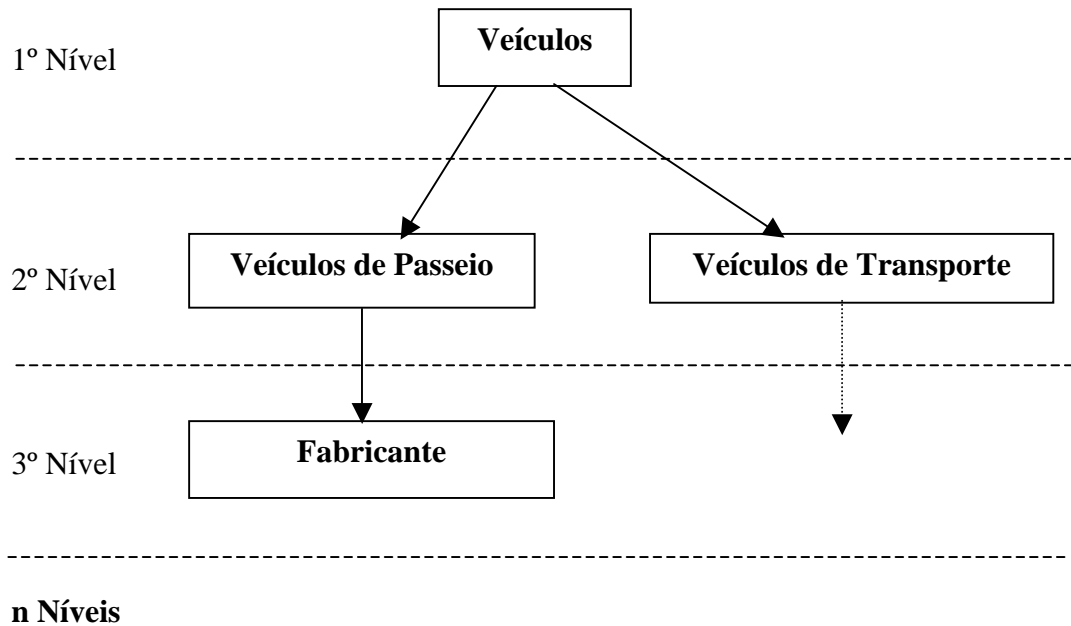 1º Nível
Veículos
2º Nível
Veículos de Passeio
Veículos de Transporte
3º Nível
Fabricante
n Níveis